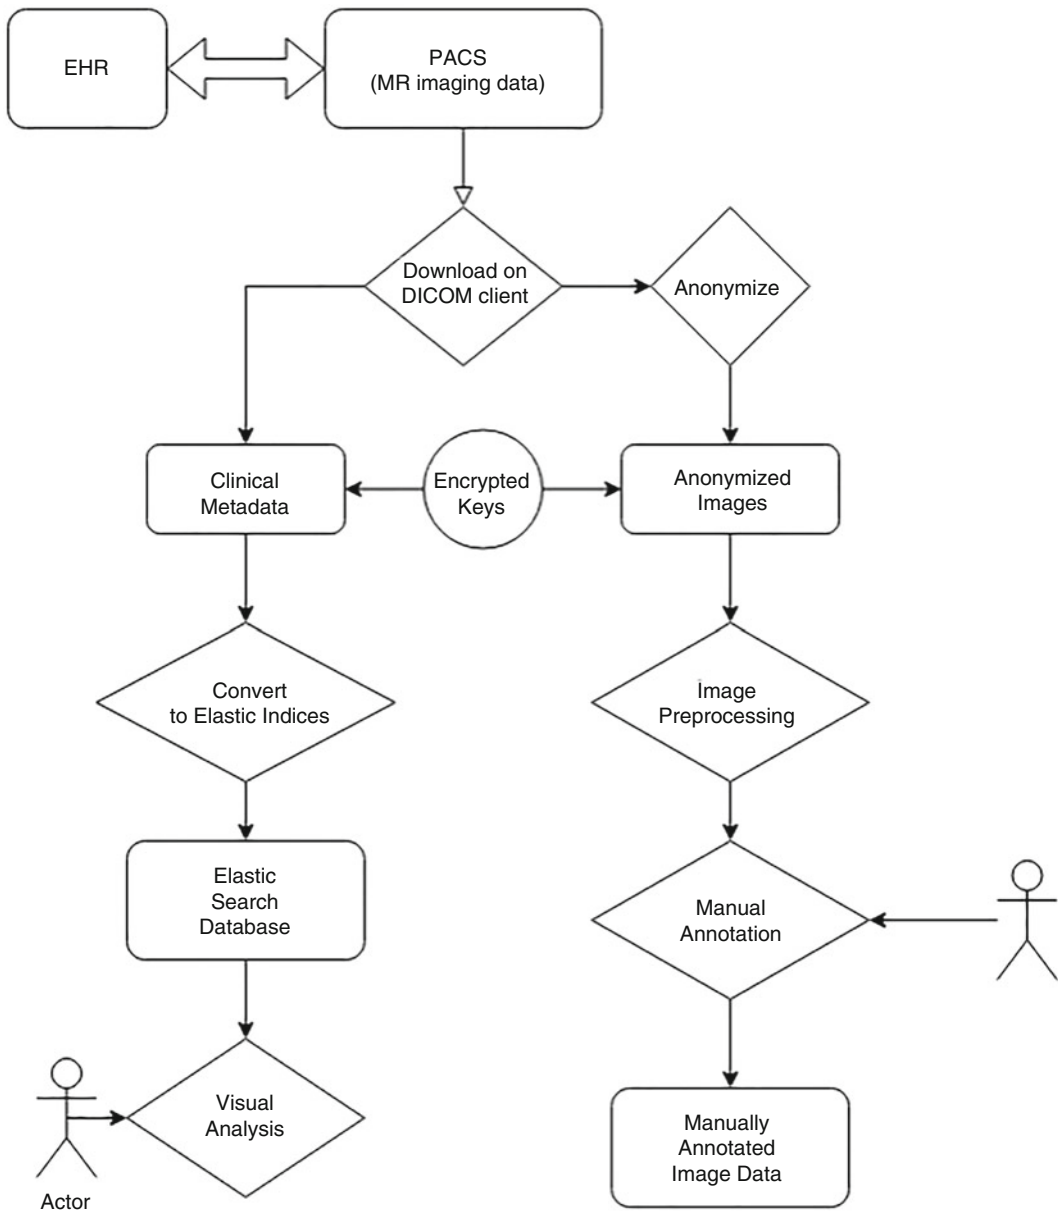 EHR
PACS
(MR imaging data)
Download on
DICOM client
Anonymize
Clinical
Metadata
Encrypted
Keys
Anonymized
Images
Convert
to Elastic Indices
Image
Preprocessing
Elastic
Search
Database
Manual
Annotation
Visual
Analysis
Actor
Manually
Annotated
Image Data